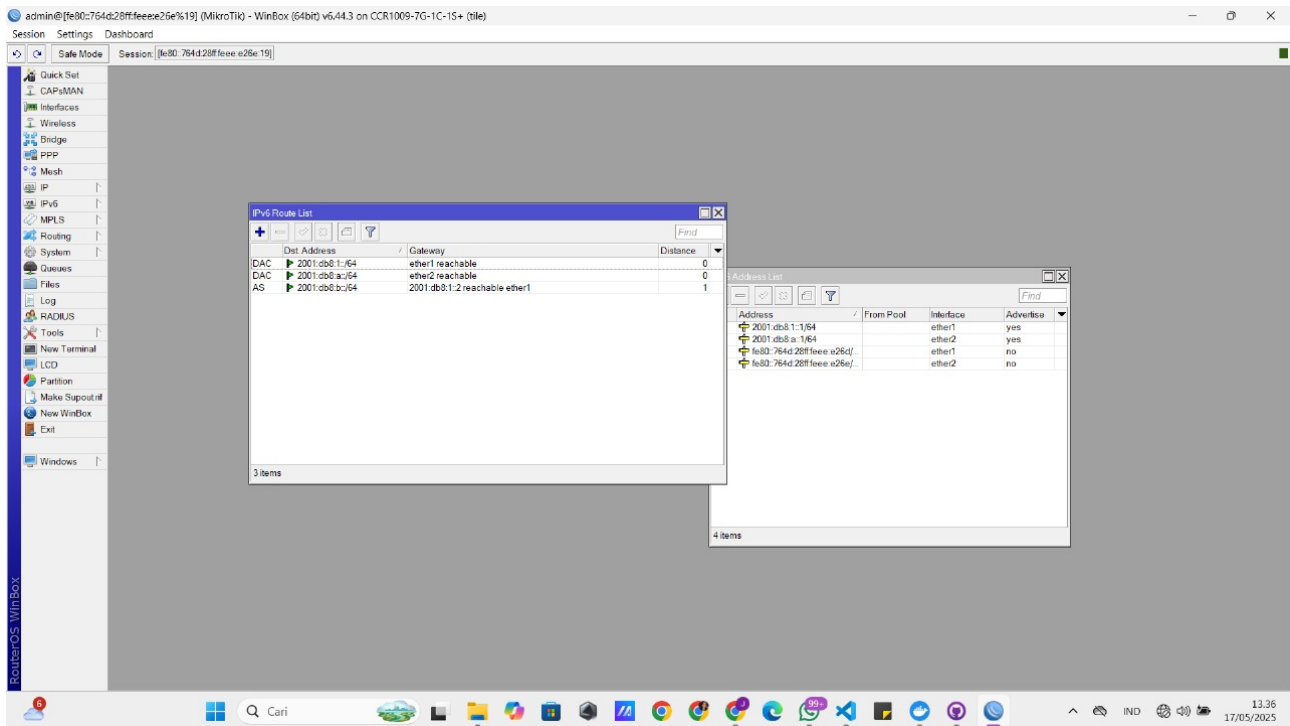 admin@[fe80::764d:28ff:feee:e26e%19] (MikroTik) - WinBox (64bit) v6.44.3 on CCR1009-7G-1C-1S+ (tile)
Session Settings Dashboard
Safe Mode Session: [fe80::764d:28ff:feee:e26e:19]
Quick Set
CAPsMAN
Interfaces
Wireless
Bridge
PPP
Mesh
IP
IPv6
MPLS
Routing
System
Queues
Files
Log
RADIUS
Tools
New Terminal
LCD
Partition
Make Supout.rif
New WinBox
Exit
Windows
RouterOS WinBox
IPv6 Route List
Find
Dst. Address Gateway Distance
DAC 2001:db8:1::/64 ether1 reachable 0
DAC 2001:db8:a::/64 ether2 reachable 0
AS 2001:db8:b::/64 2001:db8:1::2 reachable ether1 1
3 items
Address List
Find
Address From Pool Interface Advertise
2001:db8:1::1/64 ether1 yes
2001:db8:a::1/64 ether2 yes
fe80::764d:28ff:feee:e26d/... ether1 no
fe80::764d:28ff:feee:e26e/... ether2 no
4 items
6
Cari
99+
IND
13.36
17/05/2025